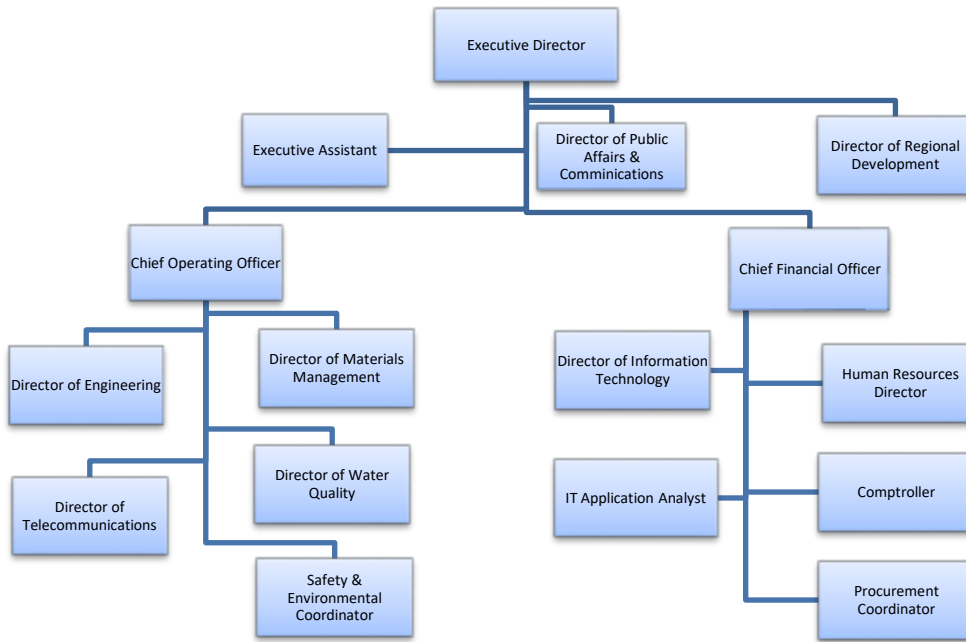 Executive Director
Executive Assistant
Director of Public
Affairs &
Comminications
Director of Regional
Development
Chief Operating Officer
Chief Financial Officer
Director of Engineering
Director of Materials
Management
Director of Information
Technology
Human Resources
Director
Director of
Telecommunications
Director of Water
Quality
IT Application Analyst
Comptroller
Safety &
Environmental
Coordinator
Procurement
Coordinator